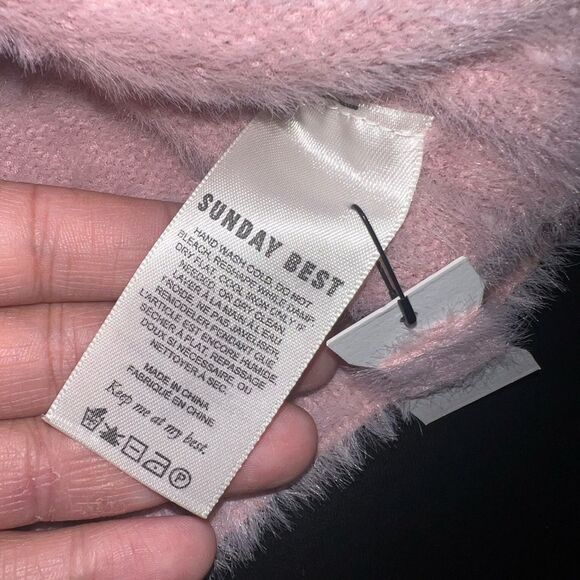 SUNDAY BEST
HAND WASH COLD, DO NOT
BLEACH, RESHAPE WHILE DAMP
DRY FLAT, COOL IRON ONLY IF
NEEDED OR DRY CLEAN
LAVER À LA MAIN, À L'EAU
FROIDE. NE PAS JAVELLISER.
REMODELER PENDANT QUE
L'ARTICLE EST ENCORE HUMIDE.
SÉCHER À PLAT. REPASSAGE
DOUX SI NÉCESSAIRE, OU
NETTOYER À SEC.
MADE IN CHINA
FABRIQUÉ EN CHINE
Keep me at my best.
P